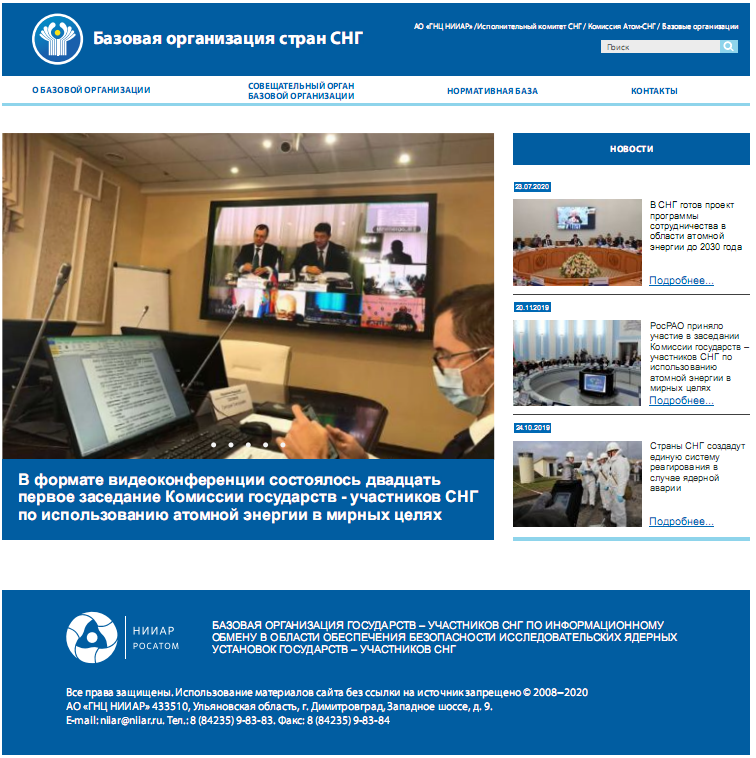 АО «ГНЦ НИИАР» /Исполнительный комитет СНГ / Комиссия Атом-СНГ / Базовые организации
Базовая организация стран СНГ
Поиск
О БАЗОВОЙ ОРГАНИЗАЦИИ
СОВЕЩАТЕЛЬНЫЙ ОРГАН
БАЗОВОЙ ОРГАНИЗАЦИИ
НОРМАТИВНАЯ БАЗА
КОНТАКТЫ
В формате видеоконференции состоялось двадцать
первое заседание Комиссии государств - участников СНГ
по использованию атомной энергии в мирных целях
НОВОСТИ
23.07.2020
В СНГ готов проект
программы
сотрудничества в
области атомной
энергии до 2030 года
Подробнее...
20.11.2019
РосРАО приняло
участие в заседании
Комиссии государств –
участников СНГ по
использованию
атомной энергии в
мирных целях
Подробнее...
24.10.2019
Страны СНГ создадут
единую систему
реагирования в
случае ядерной
аварии
Подробнее...
НИИАР
РОСАТОМ
БАЗОВАЯ ОРГАНИЗАЦИЯ ГОСУДАРСТВ – УЧАСТНИКОВ СНГ ПО ИНФОРМАЦИОННОМУ
ОБМЕНУ В ОБЛАСТИ ОБЕСПЕЧЕНИЯ БЕЗОПАСНОСТИ ИССЛЕДОВАТЕЛЬСКИХ ЯДЕРНЫХ
УСТАНОВОК ГОСУДАРСТВ – УЧАСТНИКОВ СНГ
Все права защищены. Использование материалов сайта без ссылки на источник запрещено © 2008–2020
АО «ГНЦ НИИАР» 433510, Ульяновская область, г. Димитровград, Западное шоссе, д. 9.
E-mail: niiar@niiar.ru. Тел.: 8 (84235) 9-83-83. Факс: 8 (84235) 9-83-84